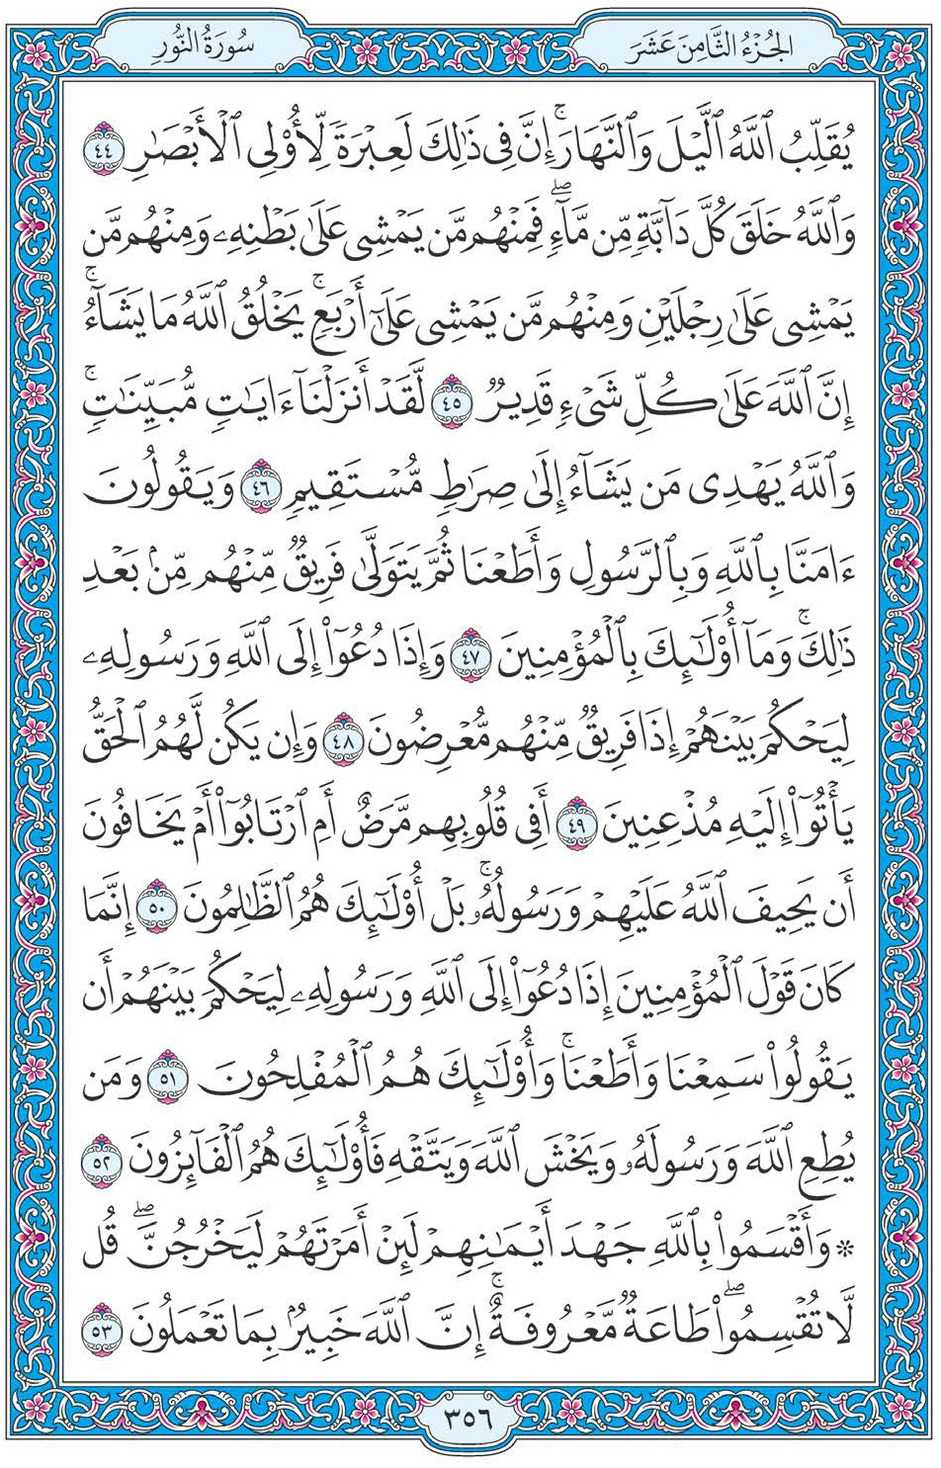 الجُزْءُ الثَّامِنَ عَشَرَ
سُورَةُ النُّورِ
يُقَلِّبُ ٱللَّهُ ٱلَّيْلَ وَٱلنَّهَارَۚ إِنَّ فِى ذَٰلِكَ لَعِبْرَةً لِّأُو۟لِى ٱلْأَبْصَٰرِ ٤٤
وَٱللَّهُ خَلَقَ كُلَّ دَآبَّةٍ مِّن مَّآءٍۖ فَمِنْهُم مَّن يَمْشِى عَلَىٰ بَطْنِهِۦ وَمِنْهُم مَّن
يَمْشِى عَلَىٰ رِجْلَيْنِ وَمِنْهُم مَّن يَمْشِى عَلَىٰٓ أَرْبَعٍۚ يَخْلُقُ ٱللَّهُ مَا يَشَآءُۚ
إِنَّ ٱللَّهَ عَلَىٰ كُلِّ شَىْءٍ قَدِيرٌ ٤٥ لَّقَدْ أَنزَلْنَآ ءَايَٰتٍ مُّبَيِّنَٰتٍۚ
وَٱللَّهُ يَهْدِى مَن يَشَآءُ إِلَىٰ صِرَٰطٍ مُّسْتَقِيمٍ ٤٦ وَيَقُولُونَ
ءَامَنَّا بِٱللَّهِ وَبِٱلرَّسُولِ وَأَطَعْنَا ثُمَّ يَتَوَلَّىٰ فَرِيقٌ مِّنْهُم مِّنۢ بَعْدِ
ذَٰلِكَۚ وَمَآ أُو۟لَٰٓئِكَ بِٱلْمُؤْمِنِينَ ٤٧ وَإِذَا دُعُوٓا۟ إِلَى ٱللَّهِ وَرَسُولِهِۦ
لِيَحْكُمَ بَيْنَهُمْ إِذَا فَرِيقٌ مِّنْهُم مُّعْرِضُونَ ٤٨ وَإِن يَكُن لَّهُمُ ٱلْحَقُّ
يَأْتُوٓا۟ إِلَيْهِ مُذْعِنِينَ ٤٩ أَفِى قُلُوبِهِم مَّرَضٌ أَمِ ٱرْتَابُوٓا۟ أَمْ يَخَافُونَ
أَن يَحِيفَ ٱللَّهُ عَلَيْهِمْ وَرَسُولُهُۥۚ بَلْ أُو۟لَٰٓئِكَ هُمُ ٱلظَّٰلِمُونَ ٥٠ إِنَّمَا
كَانَ قَوْلَ ٱلْمُؤْمِنِينَ إِذَا دُعُوٓا۟ إِلَى ٱللَّهِ وَرَسُولِهِۦ لِيَحْكُمَ بَيْنَهُمْ أَن
يَقُولُوا۟ سَمِعْنَا وَأَطَعْنَاۚ وَأُو۟لَٰٓئِكَ هُمُ ٱلْمُفْلِحُونَ ٥١ وَمَن
يُطِعِ ٱللَّهَ وَرَسُولَهُۥ وَيَخْشَ ٱللَّهَ وَيَتَّقْهِ فَأُو۟لَٰٓئِكَ هُمُ ٱلْفَآئِزُونَ ٥٢
* وَأَقْسَمُوا۟ بِٱللَّهِ جَهْدَ أَيْمَٰنِهِمْ لَئِنْ أَمَرْتَهُمْ لَيَخْرُجُنَّۖ قُل
لَّا تُقْسِمُوا۟ۖ طَاعَةٌ مَّعْرُوفَةٌۚ إِنَّ ٱللَّهَ خَبِيرٌۢ بِمَا تَعْمَلُونَ ٥٣
٣٥٦